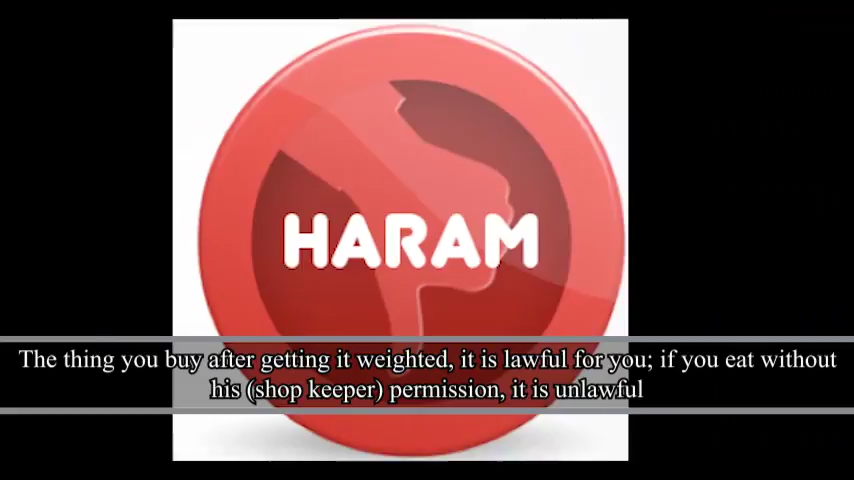 HARAM
The thing you buy after getting it weighted, it is lawful for you; if you eat without
his (shop keeper) permission, it is unlawful